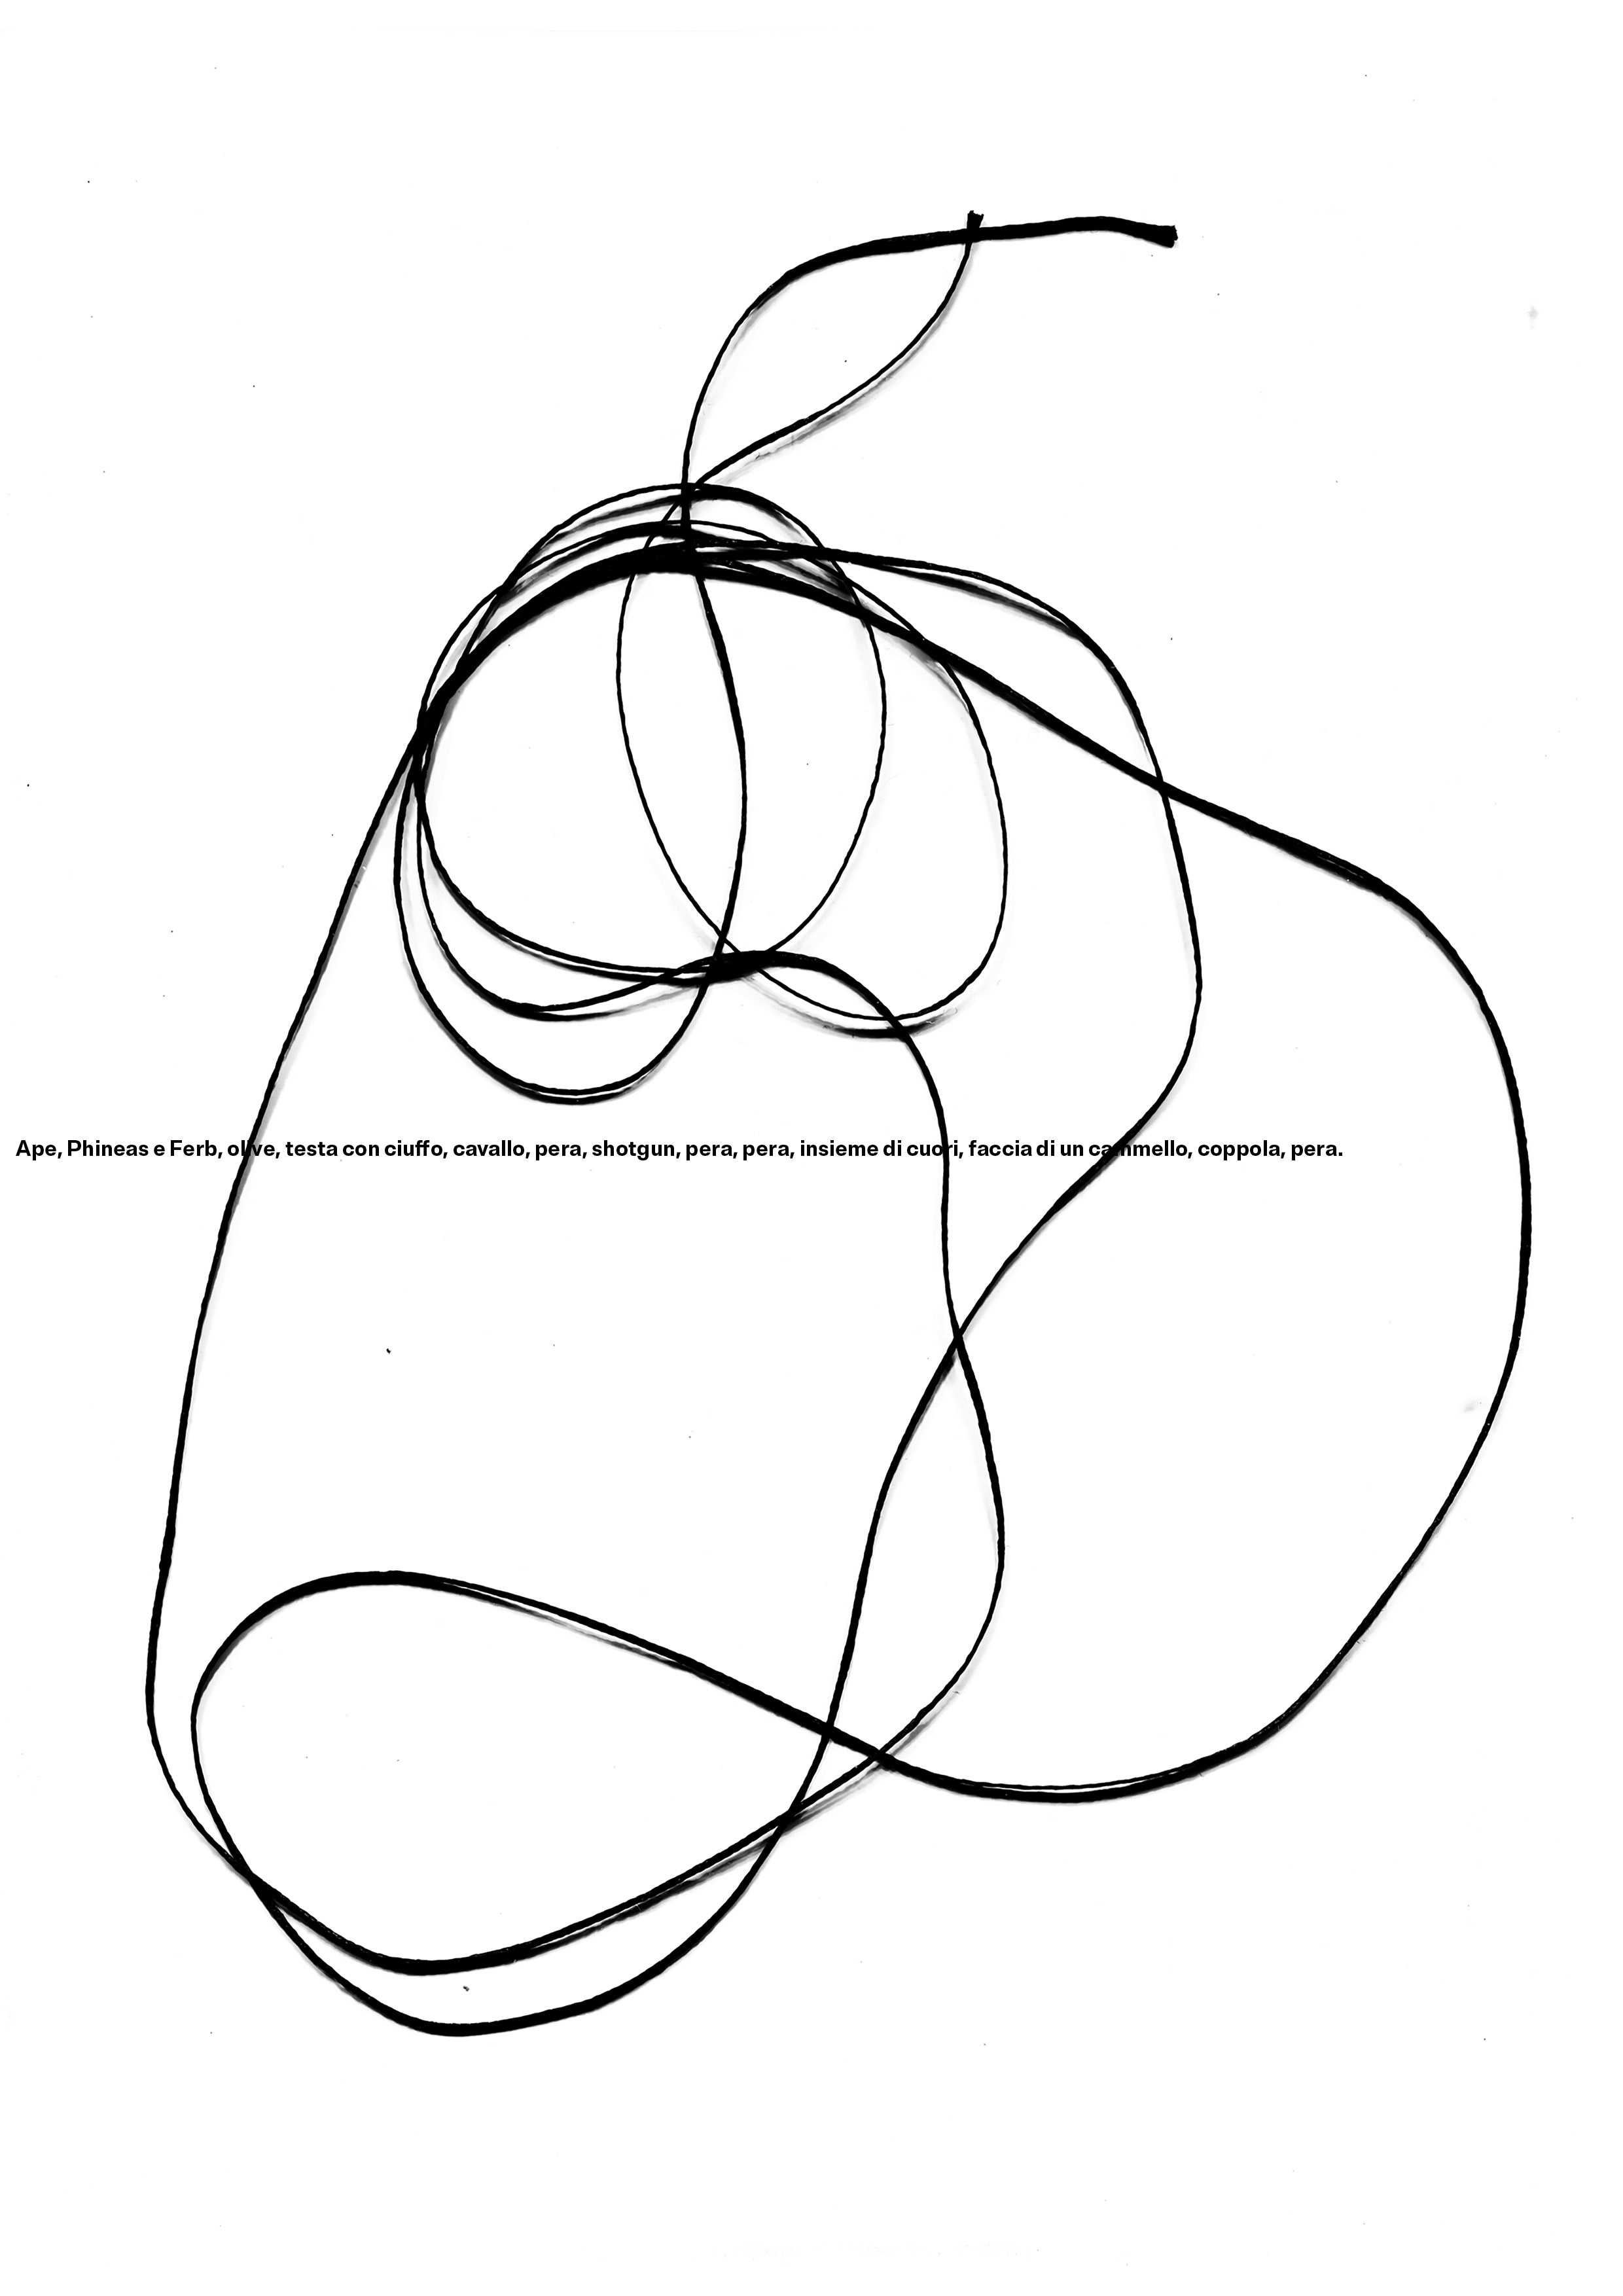 Ape, Phineas e Ferb, olive, testa con ciuffo, cavallo, pera, shotgun, pera, pera, insieme di cuori, faccia di un cammello, coppola, pera.